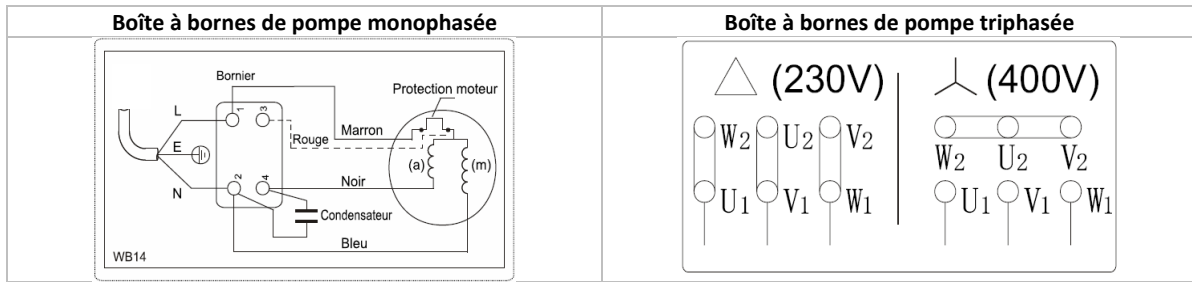 Boîte à bornes de pompe monophasée
Bornier
Protection moteur
L
1
3
Marron
Rouge
E
(a)
(m)
N
2
4
Noir
Condensateur
Bleu
WB14
Boîte à bornes de pompe triphasée
(230V)
(400V)
W2 U2 V2
U1 V1 W1
W2 U2 V2
U1 V1 W1